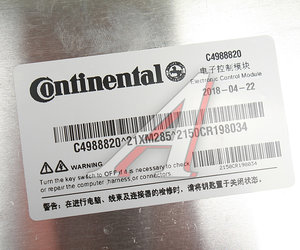 C4988820
Continental
电子控制模块
Electronic Control Module
2018-04-22
C4988820^21XM285^2150CR198034
WARNING
Turn the key switch to OFF if it is necessary to check
or repair the computer, harness, or connectors.
2150CR198034
警告：在进行电脑、线束及连接器的检修时，请将钥匙置于关闭状态。